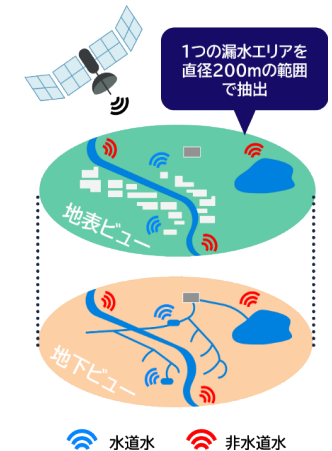 1つの漏水エリアを
直径200mの範囲
で抽出
地表ビュー
地下ビュー
水道水
非水道水